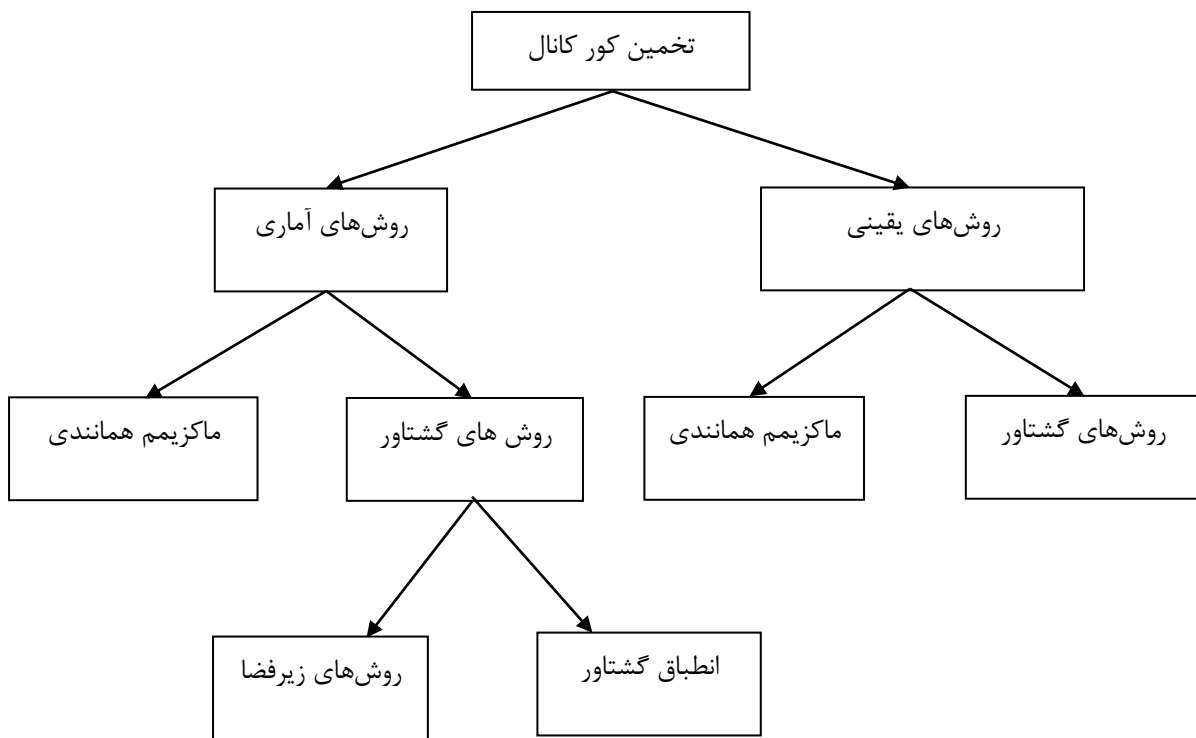 تخمین کور کانال
روش‌های یقینی
روش‌های آماری
روش‌های گشتاور
ماکزیمم همانندی
روش های گشتاور
ماکزیمم همانندی
انطباق گشتاور
روش‌های زیرفضا